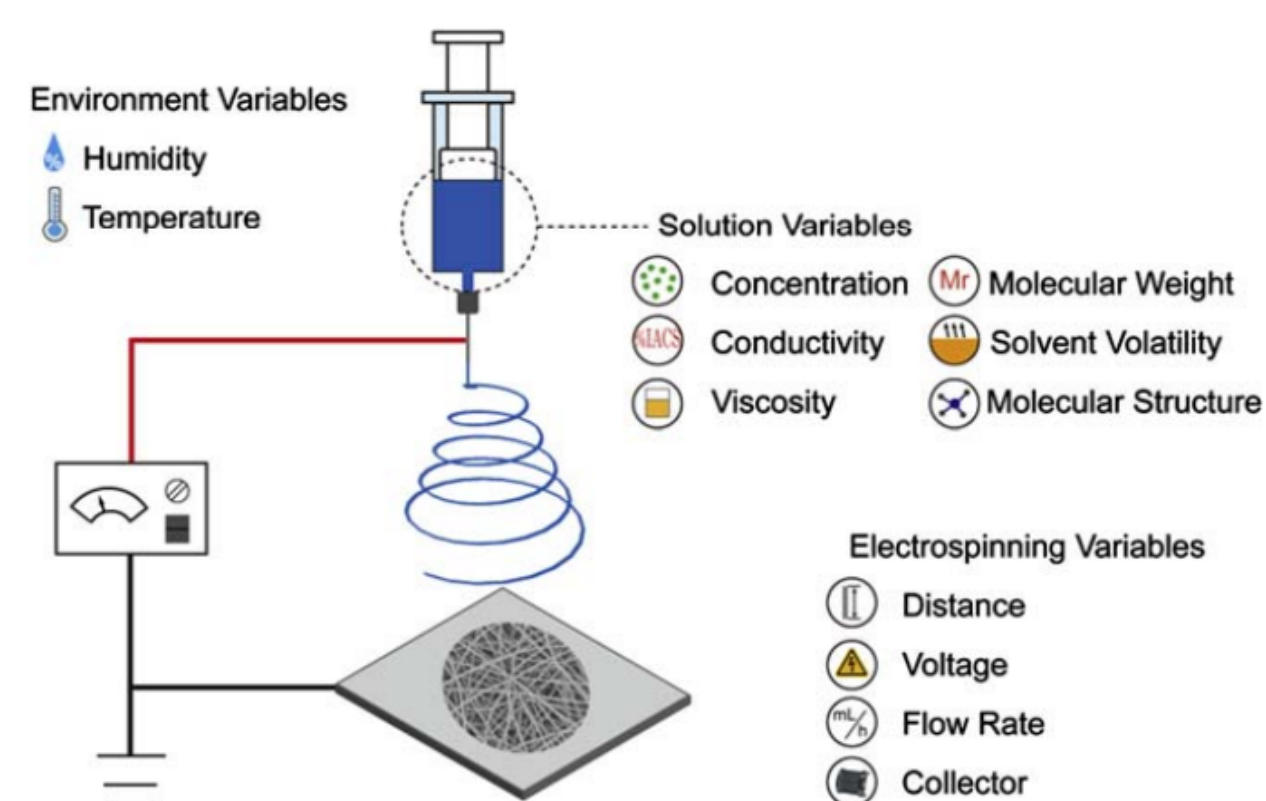 Environment Variables
%
Humidity
Temperature
Solution Variables
Concentration
Mr
Molecular Weight
%IACS
Conductivity
Solvent Volatility
Viscosity
Molecular Structure
Electrospinning Variables
Distance
Voltage
mL/h
Flow Rate
Collector